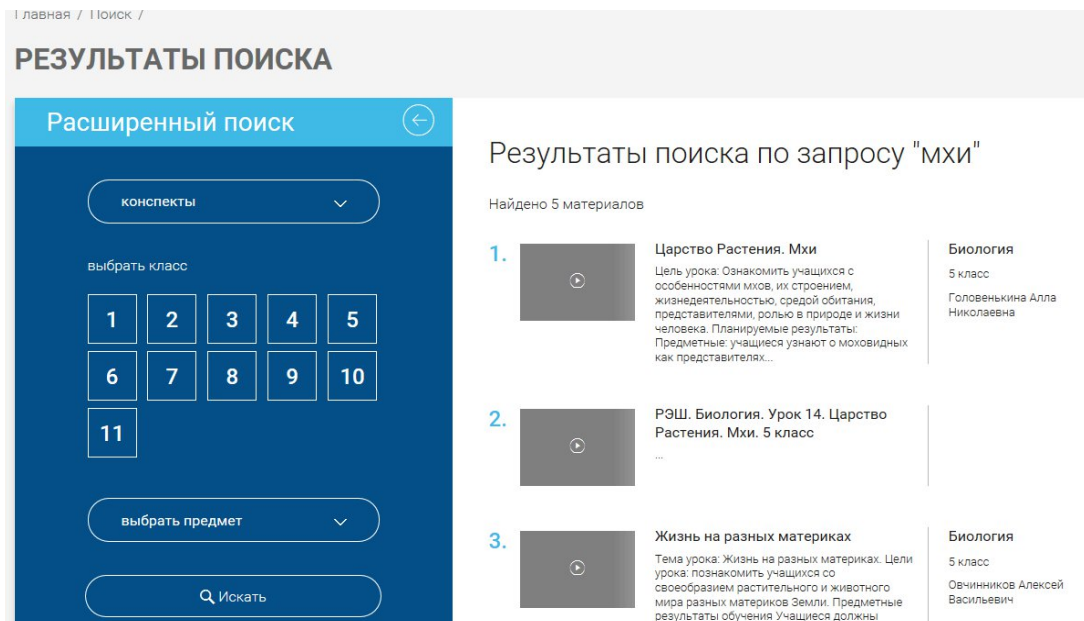 Главная / Поиск /
РЕЗУЛЬТАТЫ ПОИСКА
Расширенный поиск
конспекты
выбрать класс
1 2 3 4 5
6 7 8 9 10
11
выбрать предмет
Искать
Результаты поиска по запросу "мхи"
Найдено 5 материалов
1.
Царство Растения. Мхи
Цель урока: Ознакомить учащихся с
особенностями мхов, их строением,
жизнедеятельностью, средой обитания,
представителями, ролью в природе и жизни
человека. Планируемые результаты:
Предметные: учащиеся узнают о моховидных
как представителях...
Биология
5 класс
Головенькина Алла
Николаевна
2.
РЭШ. Биология. Урок 14. Царство
Растения. Мхи. 5 класс
...
3.
Жизнь на разных материках
Тема урока: Жизнь на разных материках. Цели
урока: познакомить учащихся со
своеобразием растительного и животного
мира разных материков Земли. Предметные
результаты обучения Учащиеся должны
Биология
5 класс
Овчинников Алексей
Васильевич